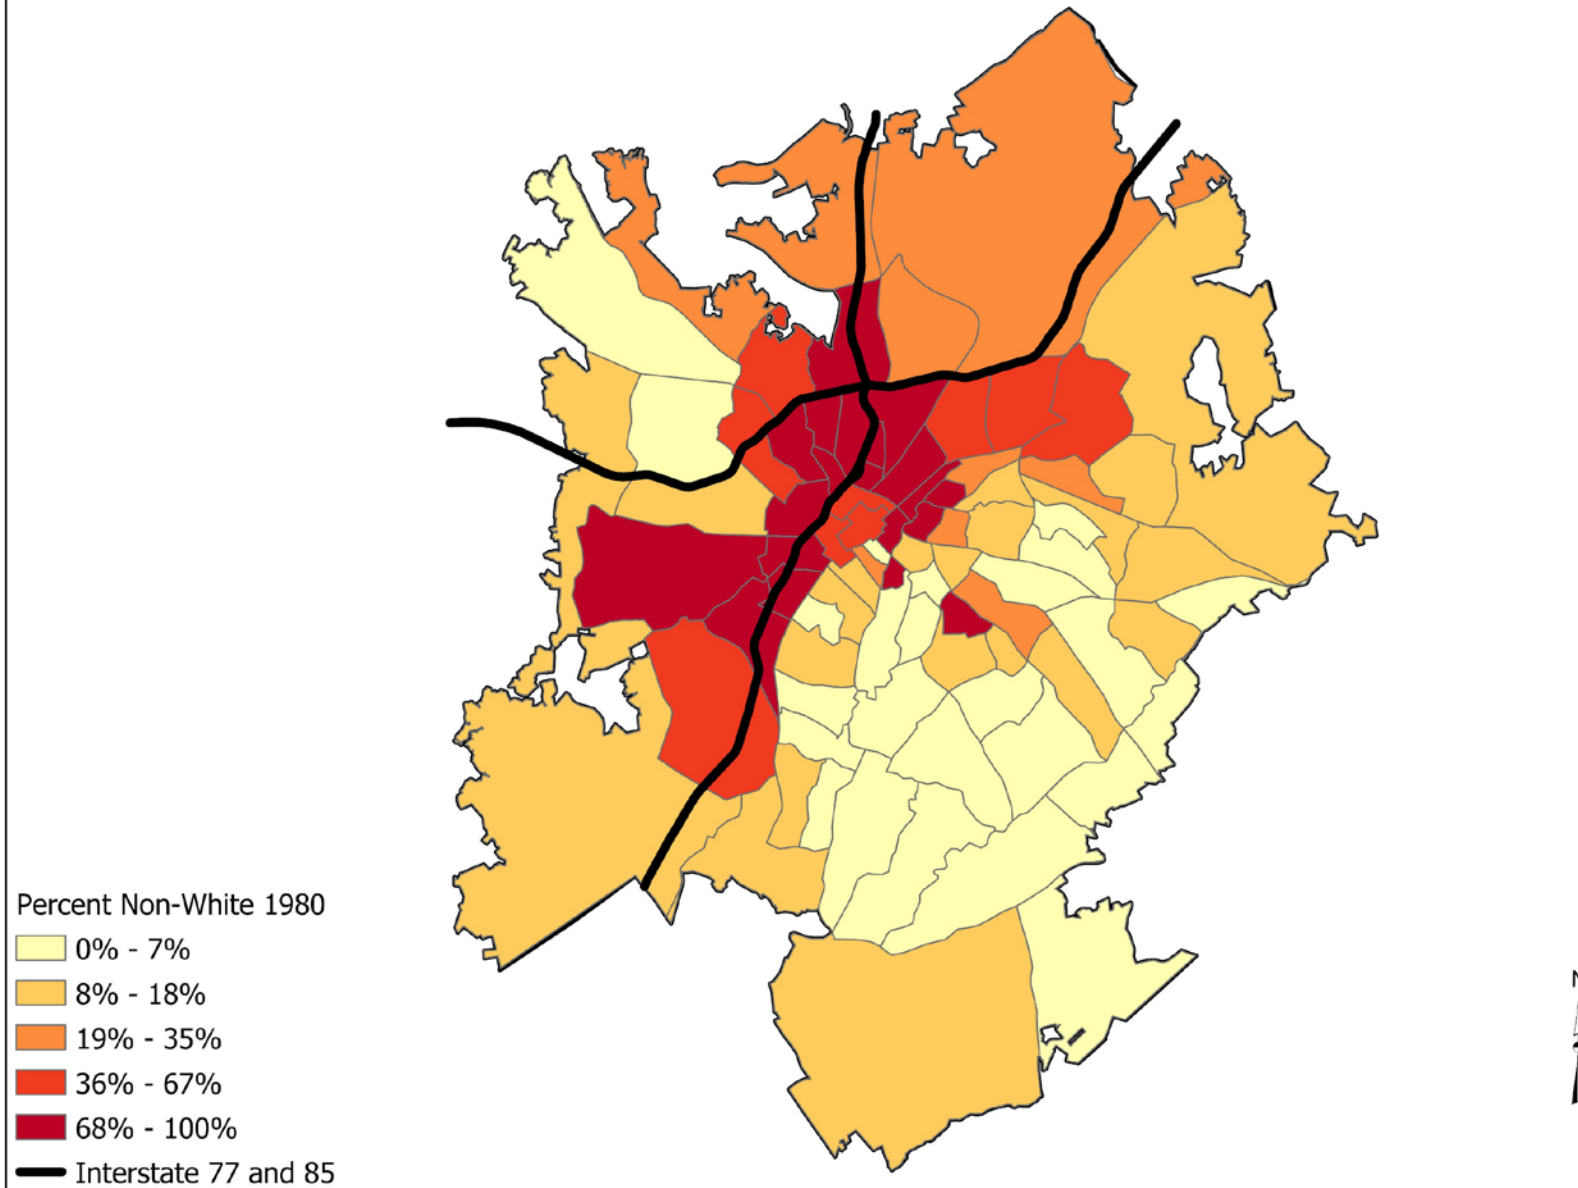 Percent Non-White 1980
0% - 7%
8% - 18%
19% - 35%
36% - 67%
68% - 100%
Interstate 77 and 85